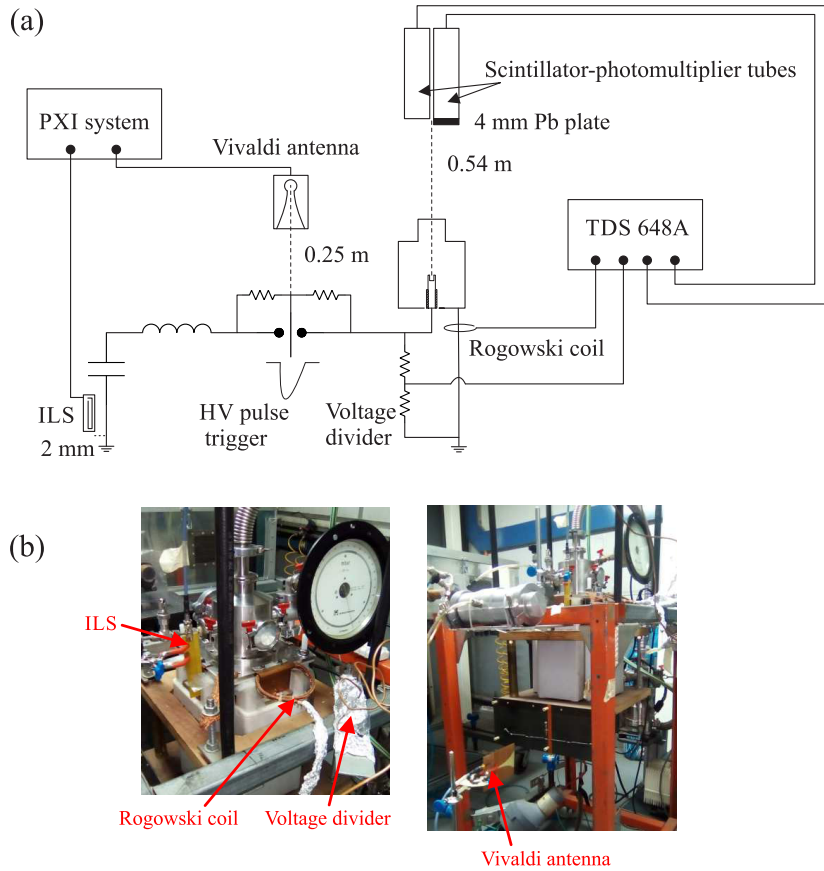 (a)
Scintillator-photomultiplier tubes
PXI system
4 mm Pb plate
Vivaldi antenna
0.54 m
TDS 648A
0.25 m
Rogowski coil
ILS
HV pulse
trigger
Voltage
divider
2 mm
(b)
ILS
Rogowski coil
Voltage divider
Vivaldi antenna